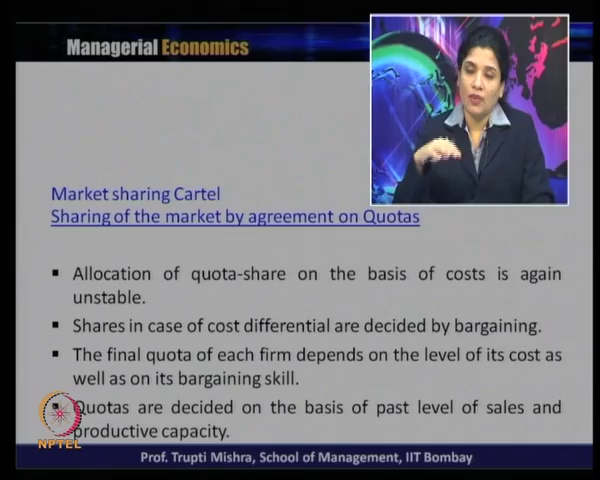 Managerial Economics
Market sharing Cartel
Sharing of the market by agreement on Quotas
▪ Allocation of quota-share on the basis of costs is again
unstable.
▪ Shares in case of cost differential are decided by bargaining.
▪ The final quota of each firm depends on the level of its cost as
well as on its bargaining skill.
▪ Quotas are decided on the basis of past level of sales and
productive capacity.
NPTEL
Prof. Trupti Mishra, School of Management, IIT Bombay